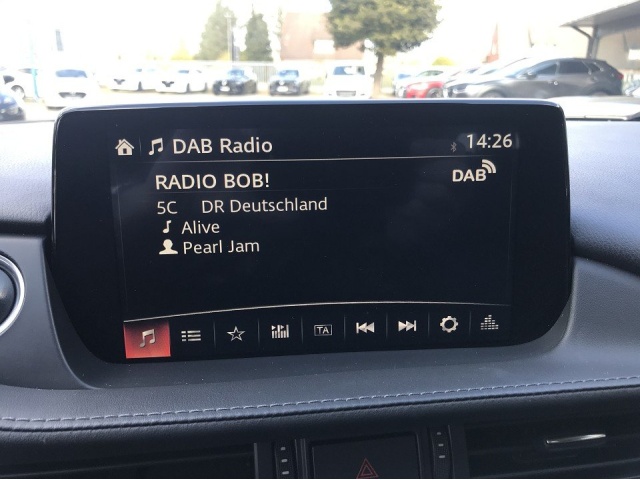 DAB Radio 14:26
RADIO BOB! DAB
5C DR Deutschland
Alive
Pearl Jam
TA